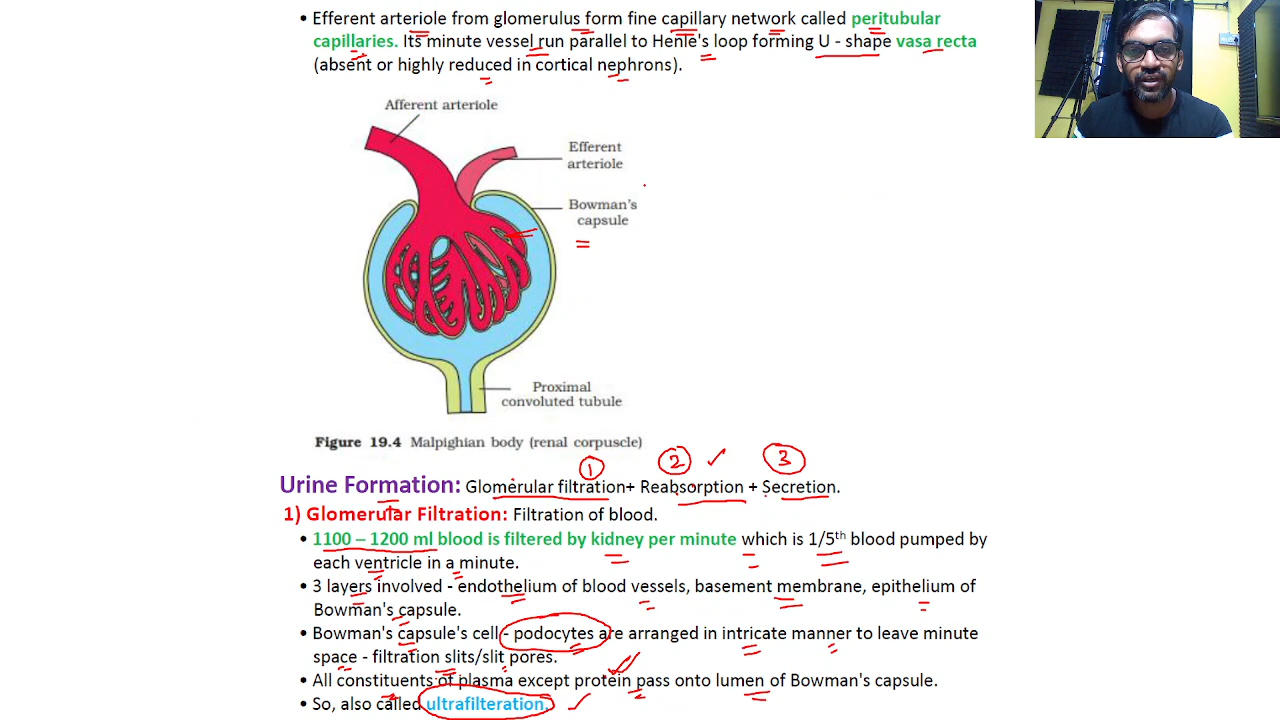 • Efferent arteriole from glomerulus form fine capillary network called peritubular
capillaries. Its minute vessel run parallel to Henle's loop forming U - shape vasa recta
(absent or highly reduced in cortical nephrons).
Afferent arteriole
Efferent
arteriole
Bowman's
capsule
Proximal
convoluted tubule
Figure 19.4 Malpighian body (renal corpuscle)
1 2 3
Urine Formation: Glomerular filtration+ Reabsorption + Secretion.
1) Glomerular Filtration: Filtration of blood.
• 1100 – 1200 ml blood is filtered by kidney per minute which is 1/5th blood pumped by
each ventricle in a minute.
• 3 layers involved - endothelium of blood vessels, basement membrane, epithelium of
Bowman's capsule.
• Bowman's capsule's cell - podocytes are arranged in intricate manner to leave minute
space - filtration slits/slit pores.
• All constituents of plasma except protein pass onto lumen of Bowman's capsule.
• So, also called ultrafilteration.